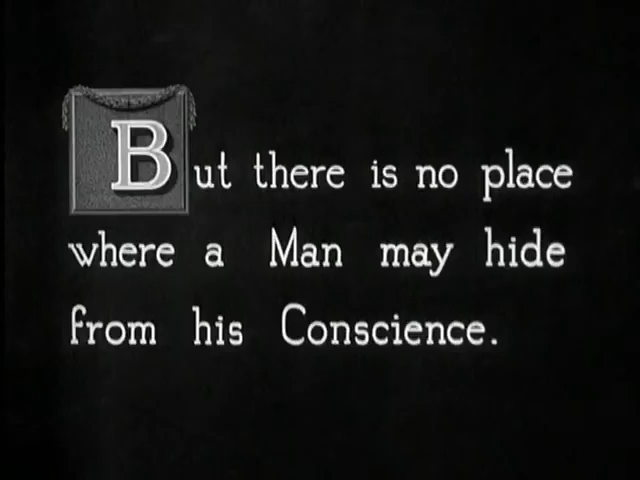 But there is no place
where a Man may hide
from his Conscience.